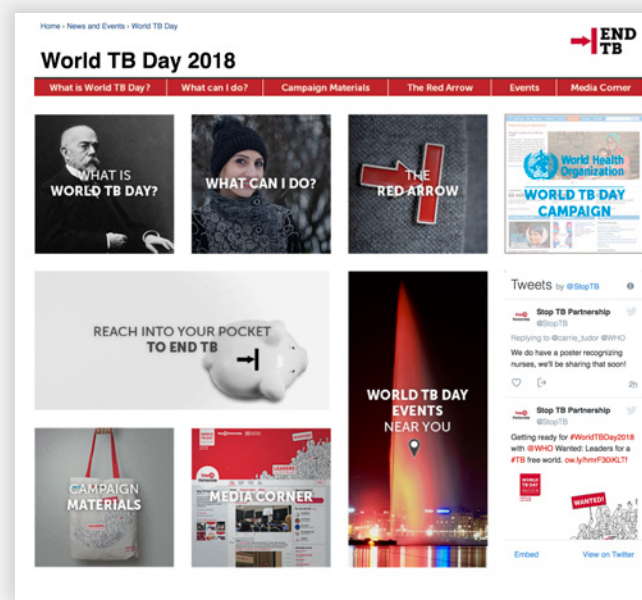 Home › News and Events › World TB Day
World TB Day 2018
END
TB
What is World TB Day?
What can I do?
Campaign Materials
The Red Arrow
Events
Media Corner
WHAT IS
WORLD TB DAY?
WHAT CAN I DO?
THE
RED ARROW
World Health
Organization
WORLD TB DAY
CAMPAIGN
REACH INTO YOUR POCKET
TO END TB
WORLD TB DAY
EVENTS
NEAR YOU
Tweets by @StopTB
Stop TB Partnership
@StopTB
Replying to @carrie_tudor @WHO
We do have a poster recognizing
nurses, we'll be sharing that soon!
2h
Stop TB Partnership
@StopTB
Getting ready for #WorldTBDay2018
with @WHO Wanted: Leaders for a
#TB free world. ow.ly/hmrF30iKLTf
WORLD
TB DAY
WANTED!
Embed
View on Twitter
CAMPAIGN
MATERIALS
LEADERS
MEDIA CORNER